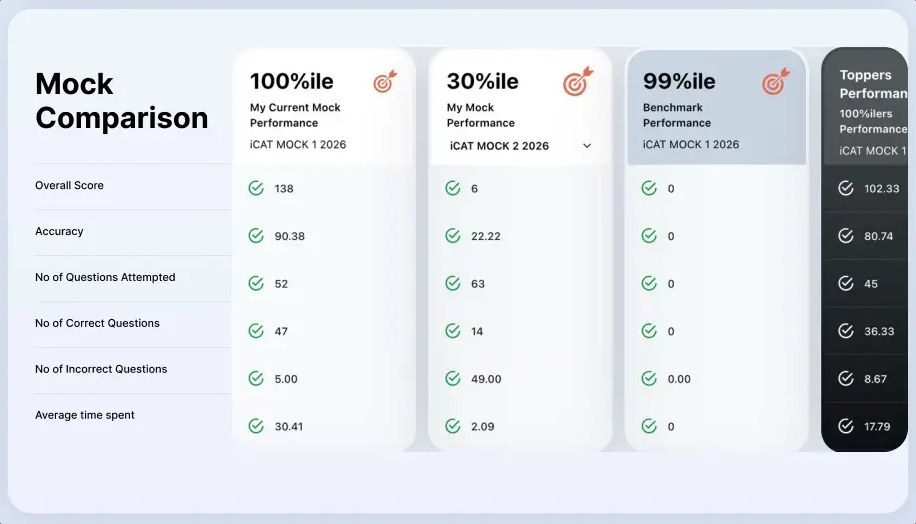 Mock
Comparison
Overall Score
Accuracy
No of Questions Attempted
No of Correct Questions
No of Incorrect Questions
Average time spent
100%ile
My Current Mock
Performance
iCAT MOCK 1 2026
138
90.38
52
47
5.00
30.41
30%ile
My Mock
Performance
iCAT MOCK 2 2026
6
22.22
63
14
49.00
2.09
99%ile
Benchmark
Performance
iCAT MOCK 1 2026
0
0
0
0
0.00
0
Toppers
Performan
100%ilers
Performance
iCAT MOCK 1
102.33
80.74
45
36.33
8.67
17.79